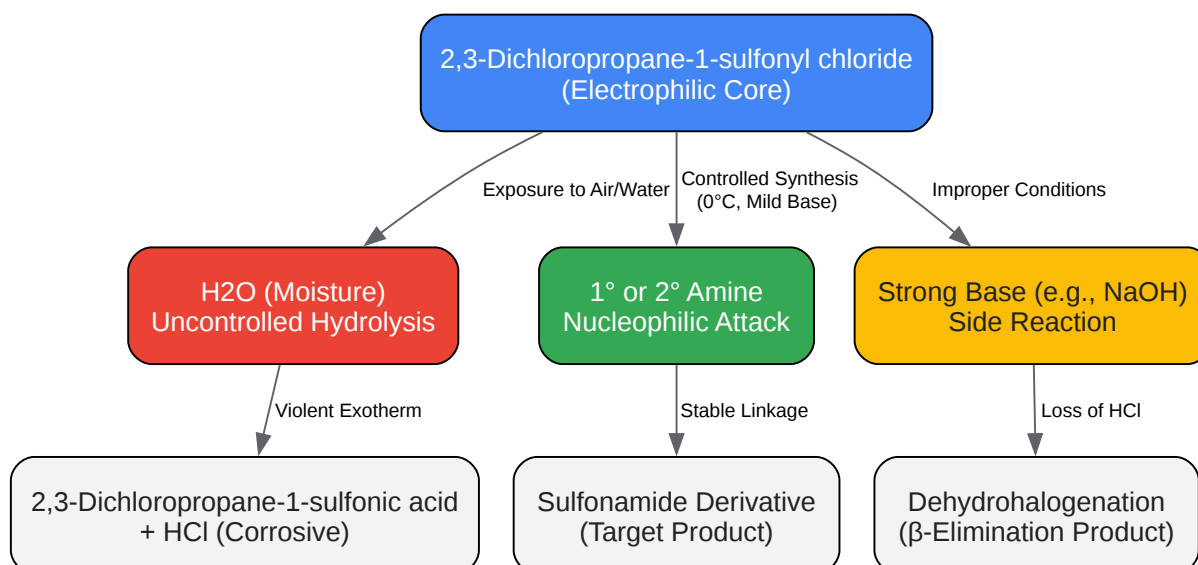 2,3-Dichloropropane-1-sulfonyl chloride
(Electrophilic Core)
Exposure to Air/Water
Controlled Synthesis
(0°C, Mild Base)
Improper Conditions
H2O (Moisture)
Uncontrolled Hydrolysis
1° or 2° Amine
Nucleophilic Attack
Strong Base (e.g., NaOH)
Side Reaction
Violent Exotherm
Stable Linkage
Loss of HCl
2,3-Dichloropropane-1-sulfonic acid
+ HCl (Corrosive)
Sulfonamide Derivative
(Target Product)
Dehydrohalogenation
(β-Elimination Product)